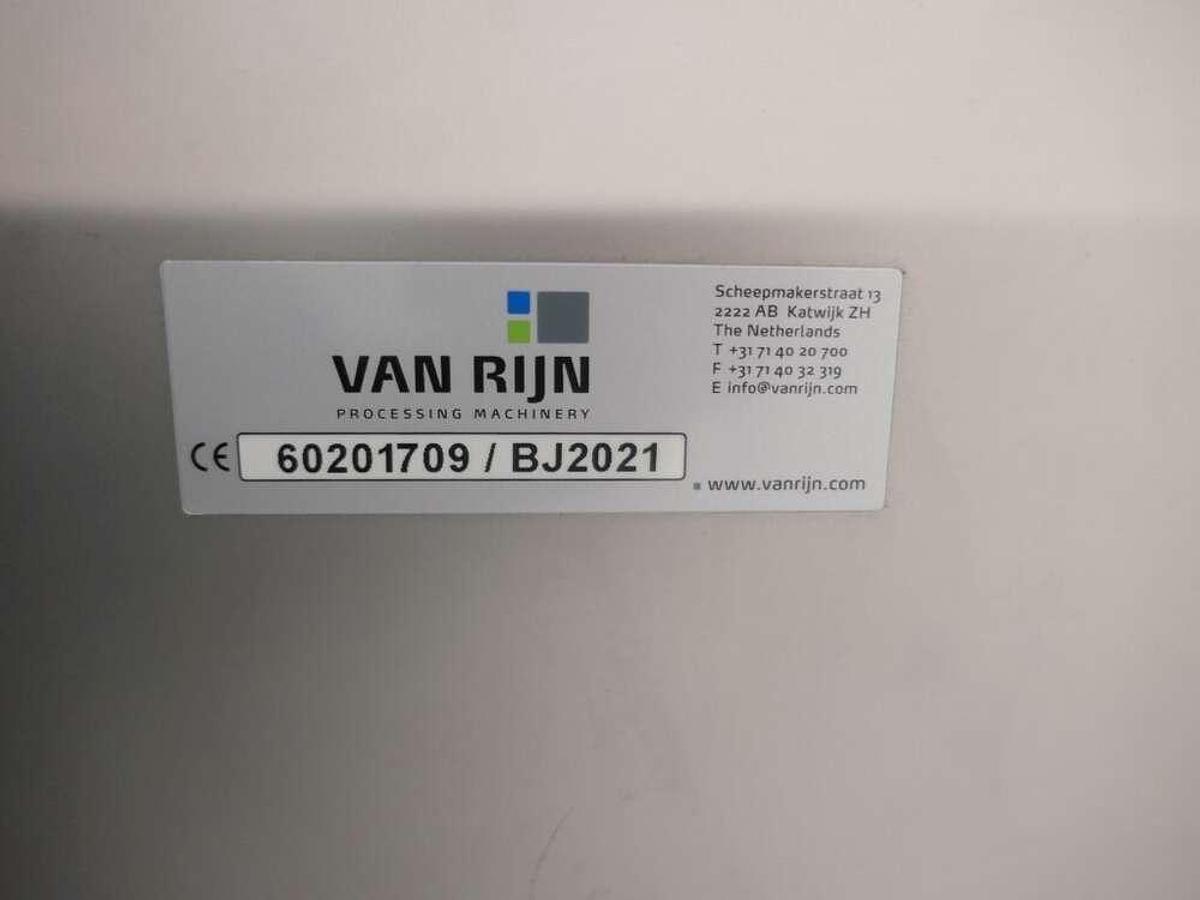 VAN RIJN
PROCESSING MACHINERY
CE 60201709 / BJ2021
Scheepmakerstraat 13
2222 AB Katwijk ZH
The Netherlands
T +31 71 40 20 700
F +31 71 40 32 319
E info@vanrijn.com
www.vanrijn.com